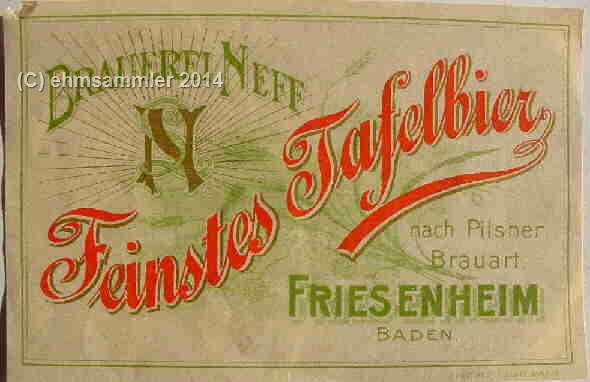 BRAUEREI NEFF
(C) ehmsammler 2014
N
Feinstes Tafelbier
nach Pilsner
Brauart.
FRIESENHEIM
BADEN.